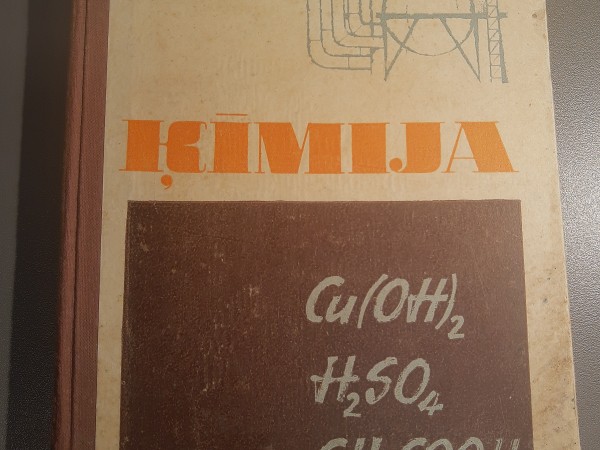 ĶĪMIJA
Cu(OH)₂
H₂SO₄